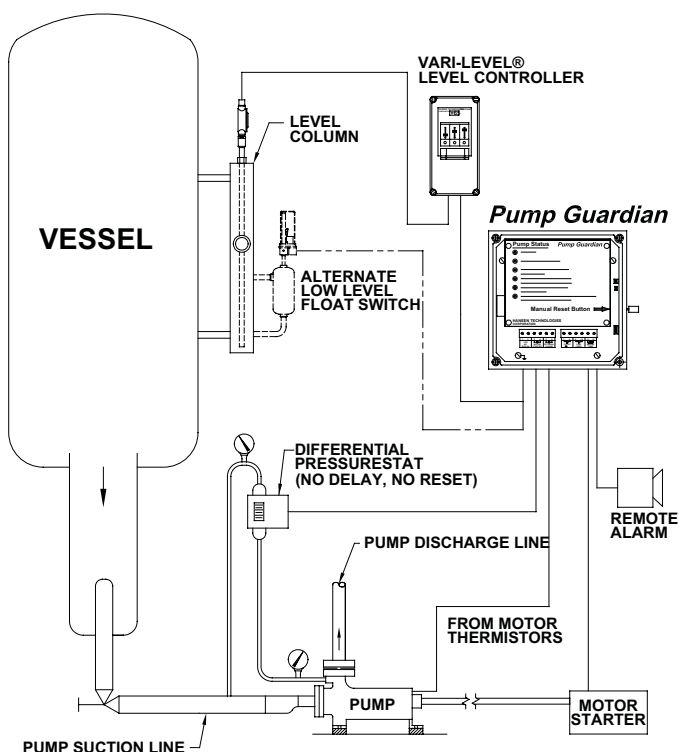 VARI-LEVEL®
LEVEL CONTROLLER
LEVEL
COLUMN
VESSEL
Pump Guardian
Pump Status
Pump Guardian
ALTERNATE
LOW LEVEL
FLOAT SWITCH
Manual Reset Button
HANSEN TECHNOLOGIES
CORPORATION
DIFFERENTIAL
PRESSURESTAT
(NO DELAY, NO RESET)
REMOTE
ALARM
PUMP DISCHARGE LINE
FROM MOTOR
THERMISTORS
PUMP
MOTOR
STARTER
PUMP SUCTION LINE